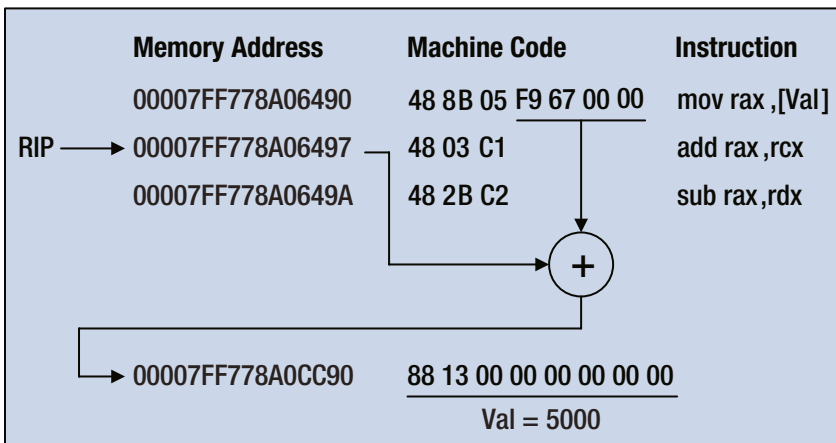 Memory Address Machine Code Instruction
00007FF778A06490 48 8B 05 F9 67 00 00 mov rax ,[Val]
RIP 00007FF778A06497 48 03 C1 add rax ,rcx
00007FF778A0649A 48 2B C2 sub rax ,rdx
+
00007FF778A0CC90 88 13 00 00 00 00 00 00
Val = 5000